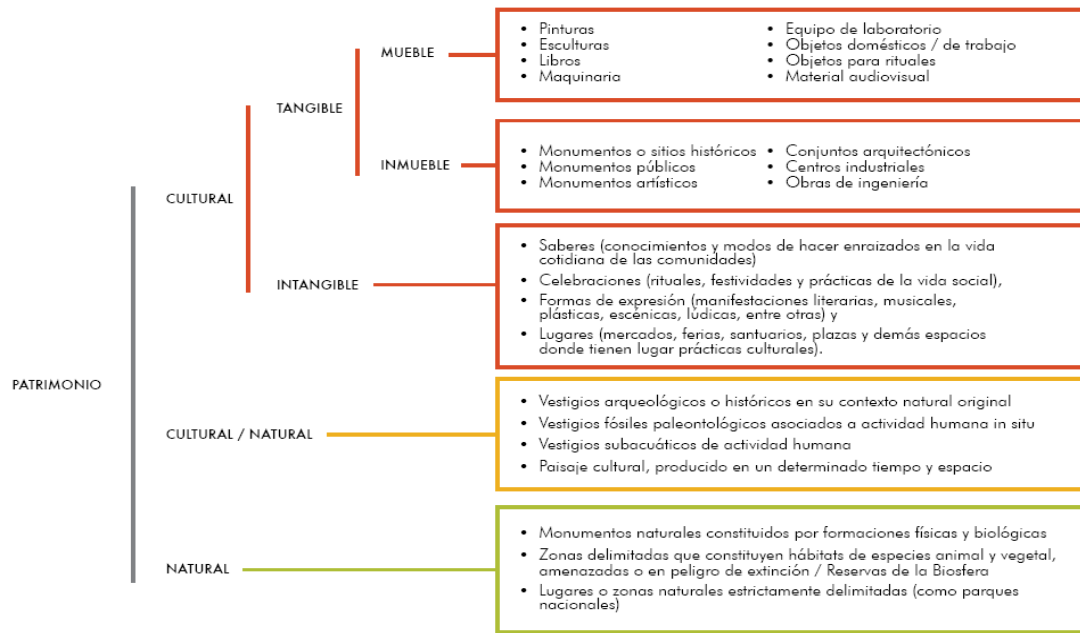 PATRIMONIO
CULTURAL
TANGIBLE
MUEBLE
• Pinturas
• Esculturas
• Libros
• Maquinaria
• Equipo de laboratorio
• Objetos domésticos / de trabajo
• Objetos para rituales
• Material audiovisual
INMUEBLE
• Monumentos o sitios históricos
• Monumentos públicos
• Monumentos artísticos
• Conjuntos arquitectónicos
• Centros industriales
• Obras de ingeniería
INTANGIBLE
• Saberes (conocimientos y modos de hacer enraizados en la vida
cotidiana de las comunidades)
• Celebraciones (rituales, festividades y prácticas de la vida social),
• Formas de expresión (manifestaciones literarias, musicales,
plásticas, escénicas, lúdicas, entre otras) y
• Lugares (mercados, ferias, santuarios, plazas y demás espacios
donde tienen lugar prácticas culturales).
CULTURAL / NATURAL
• Vestigios arqueológicos o históricos en su contexto natural original
• Vestigios fósiles paleontológicos asociados a actividad humana in situ
• Vestigios subacuáticos de actividad humana
• Paisaje cultural, producido en un determinado tiempo y espacio
NATURAL
• Monumentos naturales constituidos por formaciones físicas y biológicas
• Zonas delimitadas que constituyen hábitats de especies animal y vegetal,
amenazadas o en peligro de extinción / Reservas de la Biosfera
• Lugares o zonas naturales estrictamente delimitadas (como parques
nacionales)